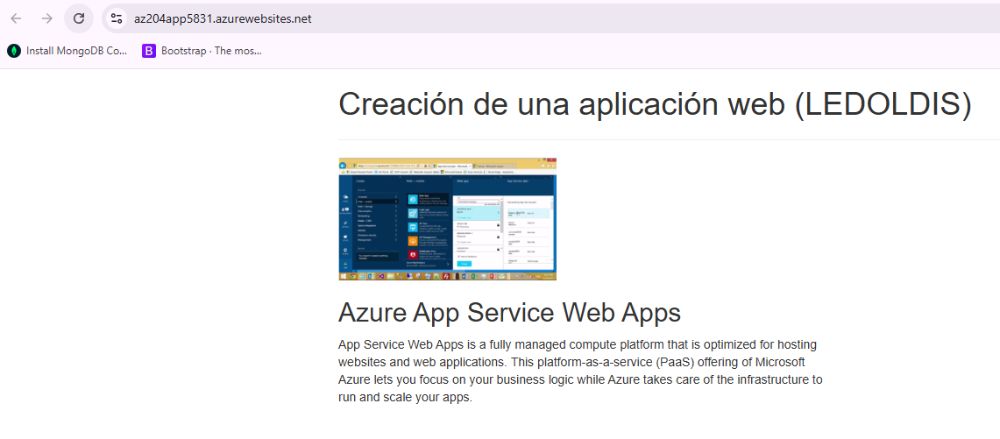 az204app5831.azurewebsites.net
Install MongoDB Co...
Bootstrap · The mos...
Creación de una aplicación web (LEDOLDIS)
Azure App Service Web Apps
App Service Web Apps is a fully managed compute platform that is optimized for hosting
websites and web applications. This platform-as-a-service (PaaS) offering of Microsoft
Azure lets you focus on your business logic while Azure takes care of the infrastructure to
run and scale your apps.